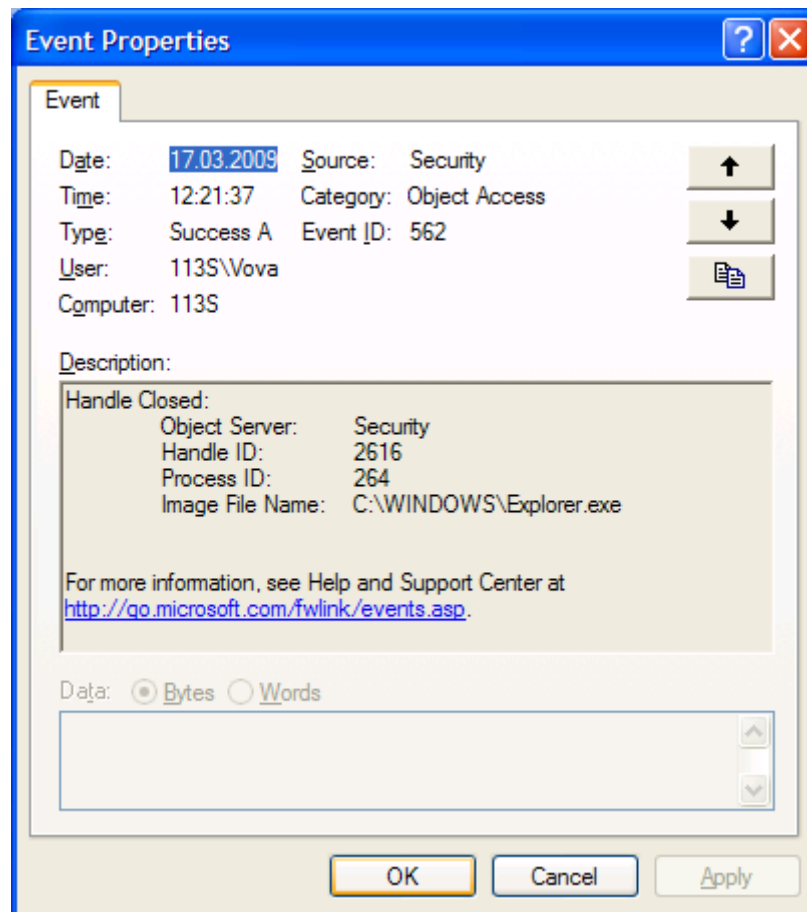 Event Properties
Event
Date: 17.03.2009 Source: Security
Time: 12:21:37 Category: Object Access
Type: Success A Event ID: 562
User: 113S\Vova
Computer: 113S
Description:
Handle Closed:
Object Server: Security
Handle ID: 2616
Process ID: 264
Image File Name: C:\WINDOWS\Explorer.exe
For more information, see Help and Support Center at
http://go.microsoft.com/fwlink/events.asp.
Data: Bytes Words
OK Cancel Apply